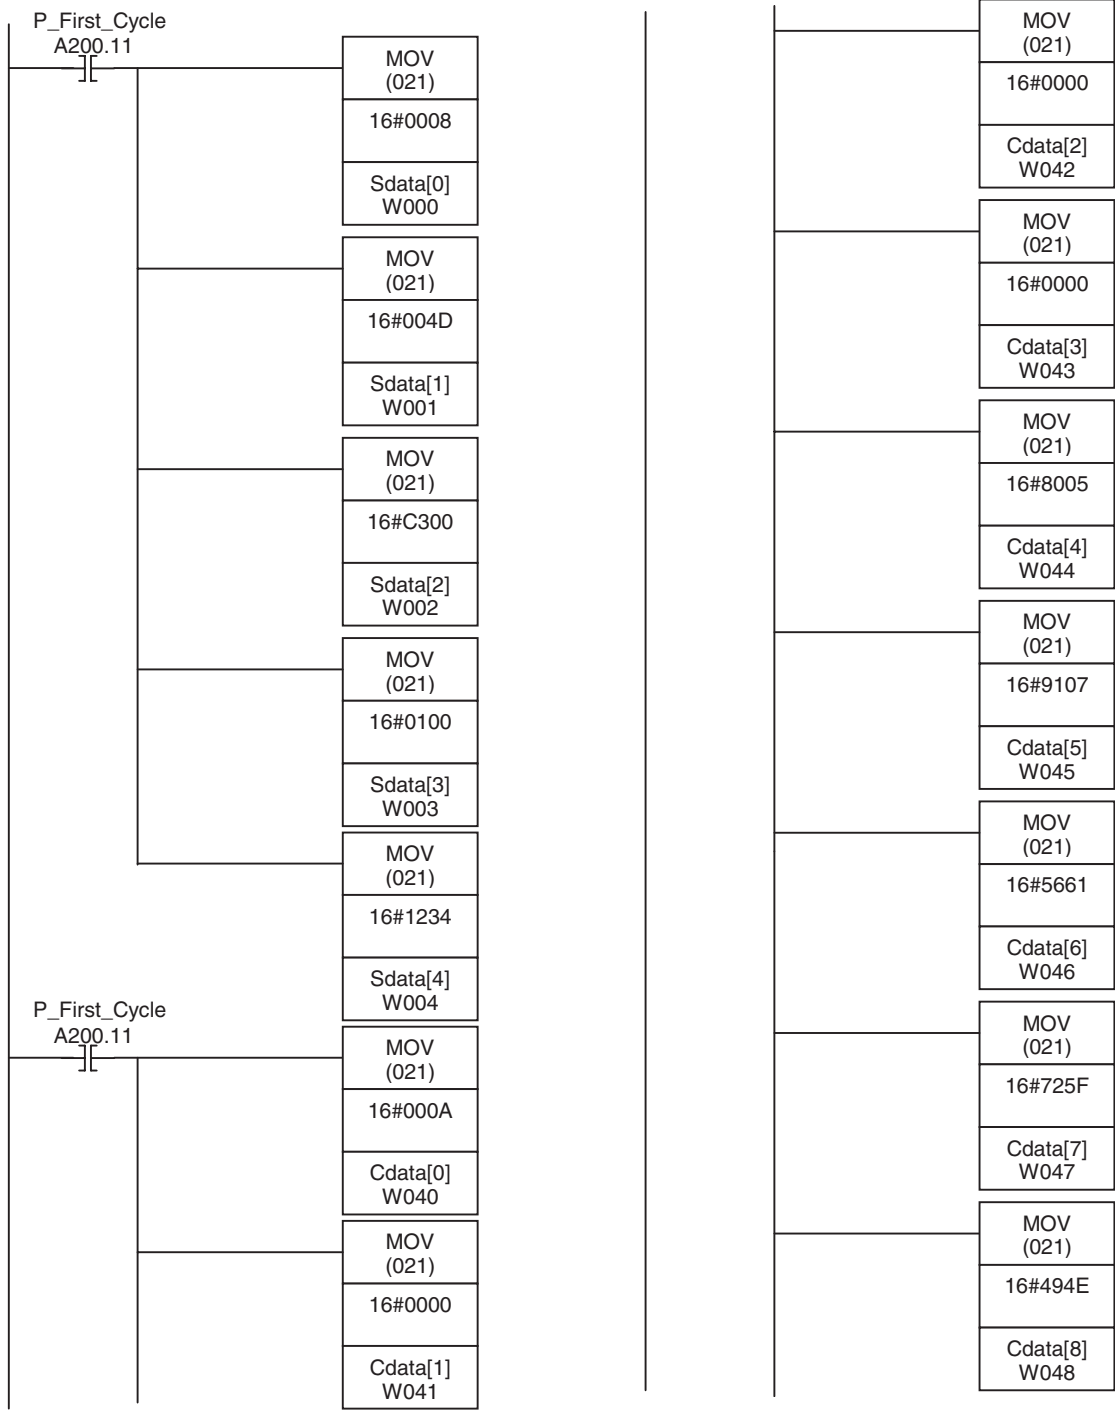 P_First_Cycle
A200.11
MOV
(021)
16#0008
Sdata[0]
W000
MOV
(021)
16#004D
Sdata[1]
W001
MOV
(021)
16#C300
Sdata[2]
W002
MOV
(021)
16#0100
Sdata[3]
W003
MOV
(021)
16#1234
Sdata[4]
W004
P_First_Cycle
A200.11
MOV
(021)
16#000A
Cdata[0]
W040
MOV
(021)
16#0000
Cdata[1]
W041
MOV
(021)
16#0000
Cdata[2]
W042
MOV
(021)
16#0000
Cdata[3]
W043
MOV
(021)
16#8005
Cdata[4]
W044
MOV
(021)
16#9107
Cdata[5]
W045
MOV
(021)
16#5661
Cdata[6]
W046
MOV
(021)
16#725F
Cdata[7]
W047
MOV
(021)
16#494E
Cdata[8]
W048